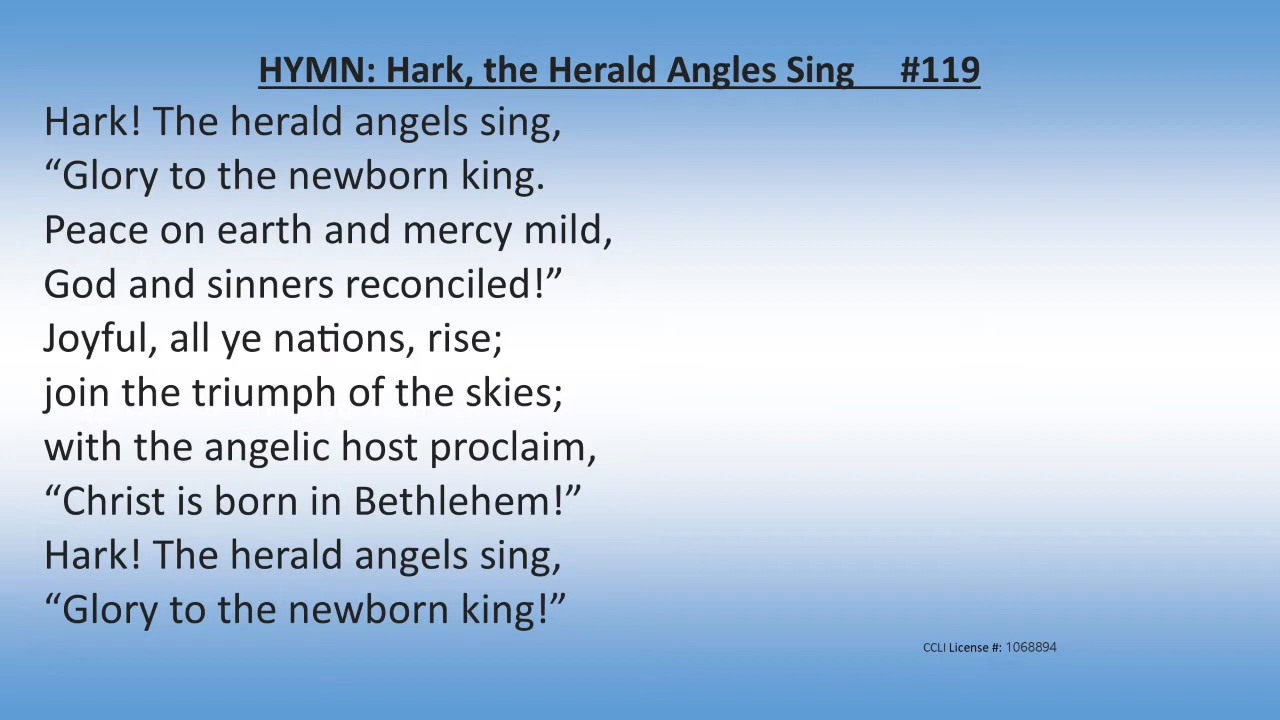 HYMN: Hark, the Herald Angles Sing #119
Hark! The herald angels sing,
“Glory to the newborn king.
Peace on earth and mercy mild,
God and sinners reconciled!”
Joyful, all ye nations, rise;
join the triumph of the skies;
with the angelic host proclaim,
“Christ is born in Bethlehem!”
Hark! The herald angels sing,
“Glory to the newborn king!”
CCLI License #: 1068894